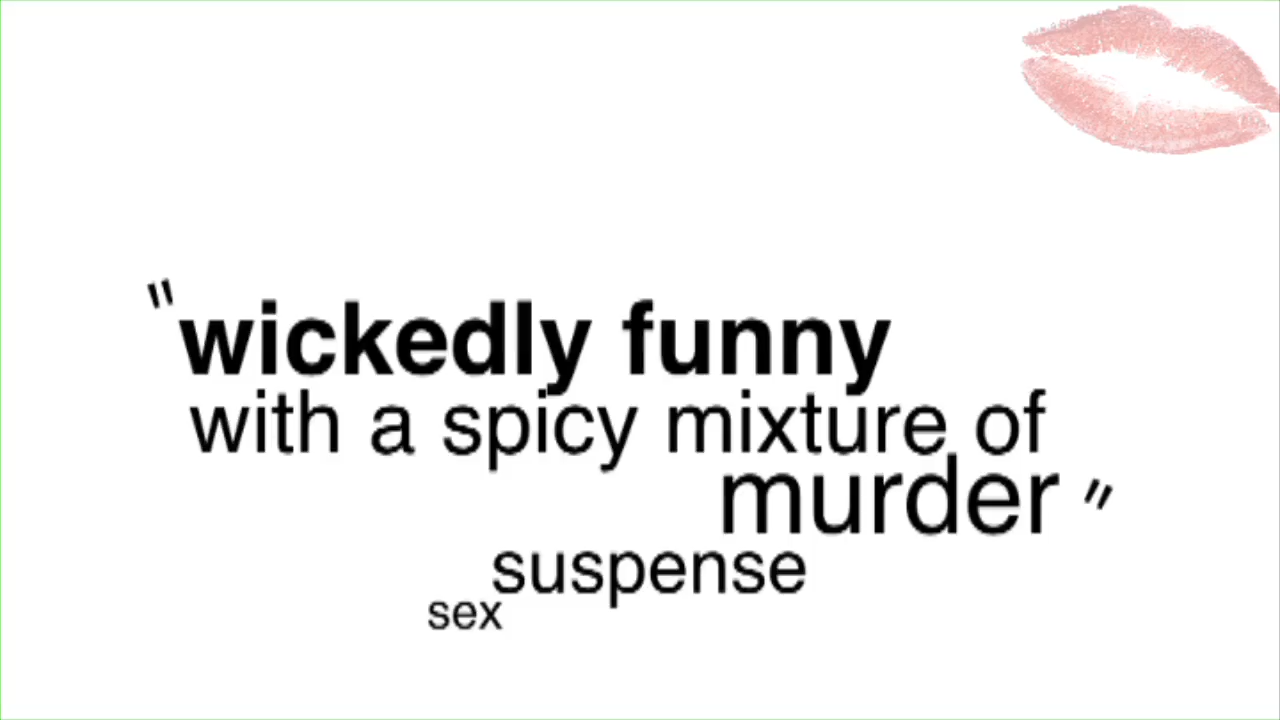 "wickedly funny
with a spicy mixture of
murder"
suspense
sex